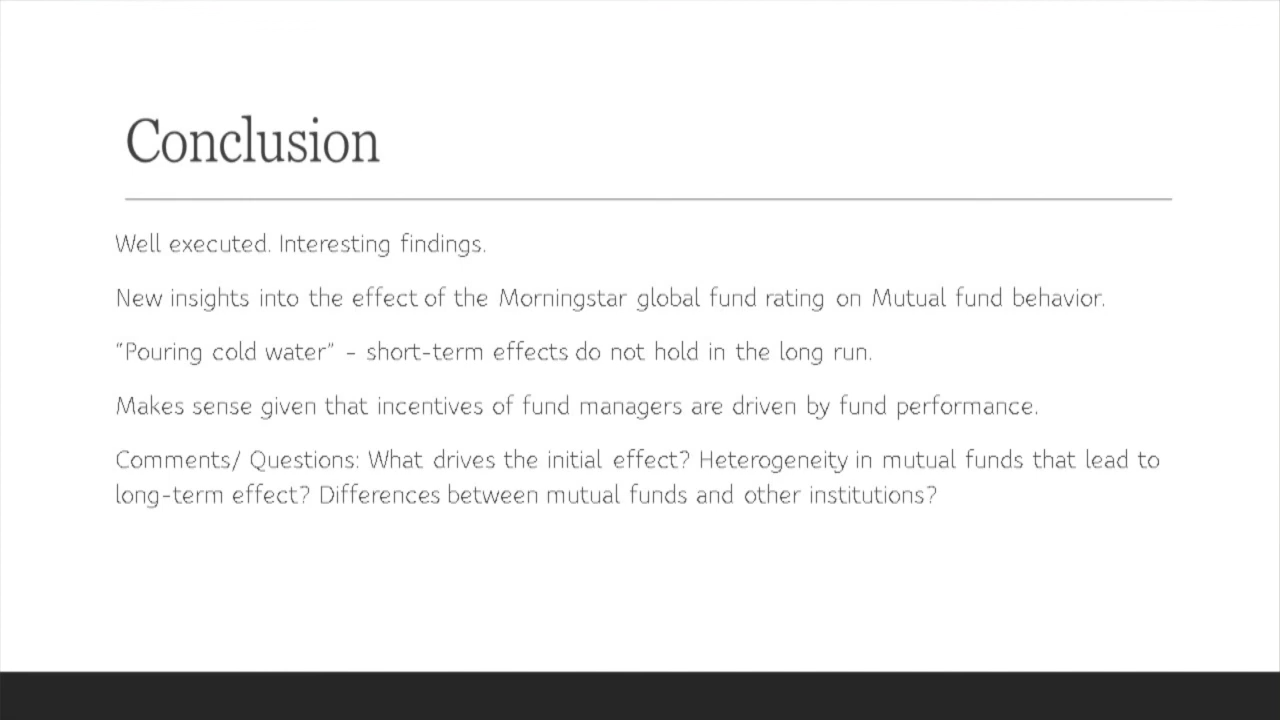 Conclusion
Well executed. Interesting findings.
New insights into the effect of the Morningstar global fund rating on Mutual fund behavior.
"Pouring cold water" – short-term effects do not hold in the long run.
Makes sense given that incentives of fund managers are driven by fund performance.
Comments/ Questions: What drives the initial effect? Heterogeneity in mutual funds that lead to
long-term effect? Differences between mutual funds and other institutions?